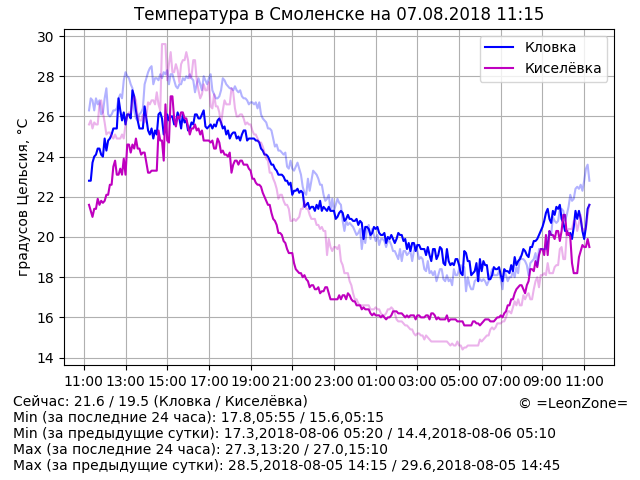 Температура в Смоленске на 07.08.2018 11:15
градусов Цельсия, °C
30
28
26
24
22
20
18
16
14
Кловка
Киселёвка
11:00 13:00 15:00 17:00 19:00 21:00 23:00 01:00 03:00 05:00 07:00 09:00 11:00
Сейчас: 21.6 / 19.5 (Кловка / Киселёвка)
© =LeonZone=
Min (за последние 24 часа): 17.8,05:55 / 15.6,05:15
Min (за предыдущие сутки): 17.3,2018-08-06 05:20 / 14.4,2018-08-06 05:10
Max (за последние 24 часа): 27.3,13:20 / 27.0,15:10
Max (за предыдущие сутки): 28.5,2018-08-05 14:15 / 29.6,2018-08-05 14:45